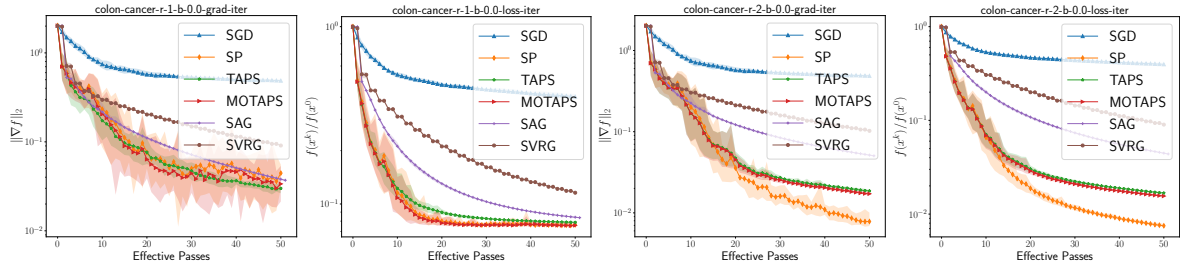 colon-cancer-r-1-b-0.0-grad-iter
‖∇f‖₂
10⁰
10⁻¹
10⁻²
SGD
SP
TAPS
MOTAPS
SAG
SVRG
0 10 20 30 40 50
Effective Passes
colon-cancer-r-1-b-0.0-loss-iter
f(xᵏ)/f(x⁰)
10⁰
10⁻¹
SGD
SP
TAPS
MOTAPS
SAG
SVRG
0 10 20 30 40 50
Effective Passes
colon-cancer-r-2-b-0.0-grad-iter
‖∇f‖₂
10⁰
10⁻¹
10⁻²
SGD
SP
TAPS
MOTAPS
SAG
SVRG
0 10 20 30 40 50
Effective Passes
colon-cancer-r-2-b-0.0-loss-iter
f(xᵏ)/f(x⁰)
10⁰
10⁻¹
10⁻²
SGD
SP
TAPS
MOTAPS
SAG
SVRG
0 10 20 30 40 50
Effective Passes